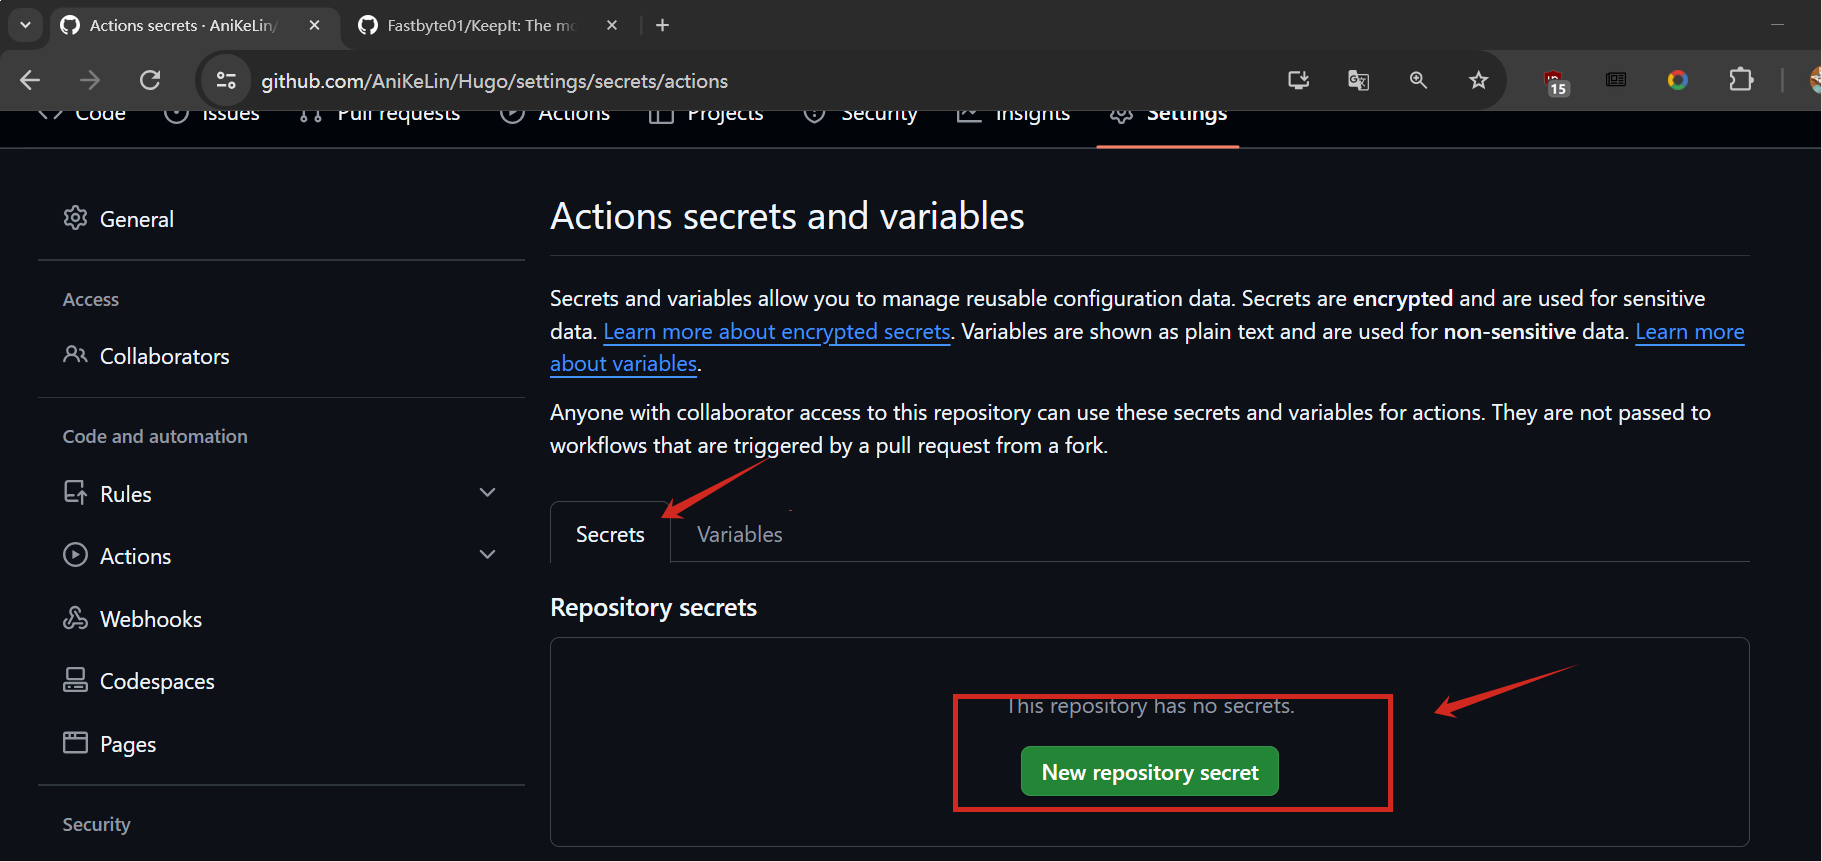 Actions secrets · AniKeLin/
Fastbyte01/KeepIt: The m
github.com/AniKeLin/Hugo/settings/secrets/actions
15
Code Issues Pull requests Actions Projects Security Insights Settings
General
Access
Collaborators
Code and automation
Rules
Actions
Webhooks
Codespaces
Pages
Security
Actions secrets and variables
Secrets and variables allow you to manage reusable configuration data. Secrets are encrypted and are used for sensitive
data. Learn more about encrypted secrets. Variables are shown as plain text and are used for non-sensitive data. Learn more
about variables.
Anyone with collaborator access to this repository can use these secrets and variables for actions. They are not passed to
workflows that are triggered by a pull request from a fork.
Secrets Variables
Repository secrets
This repository has no secrets.
New repository secret